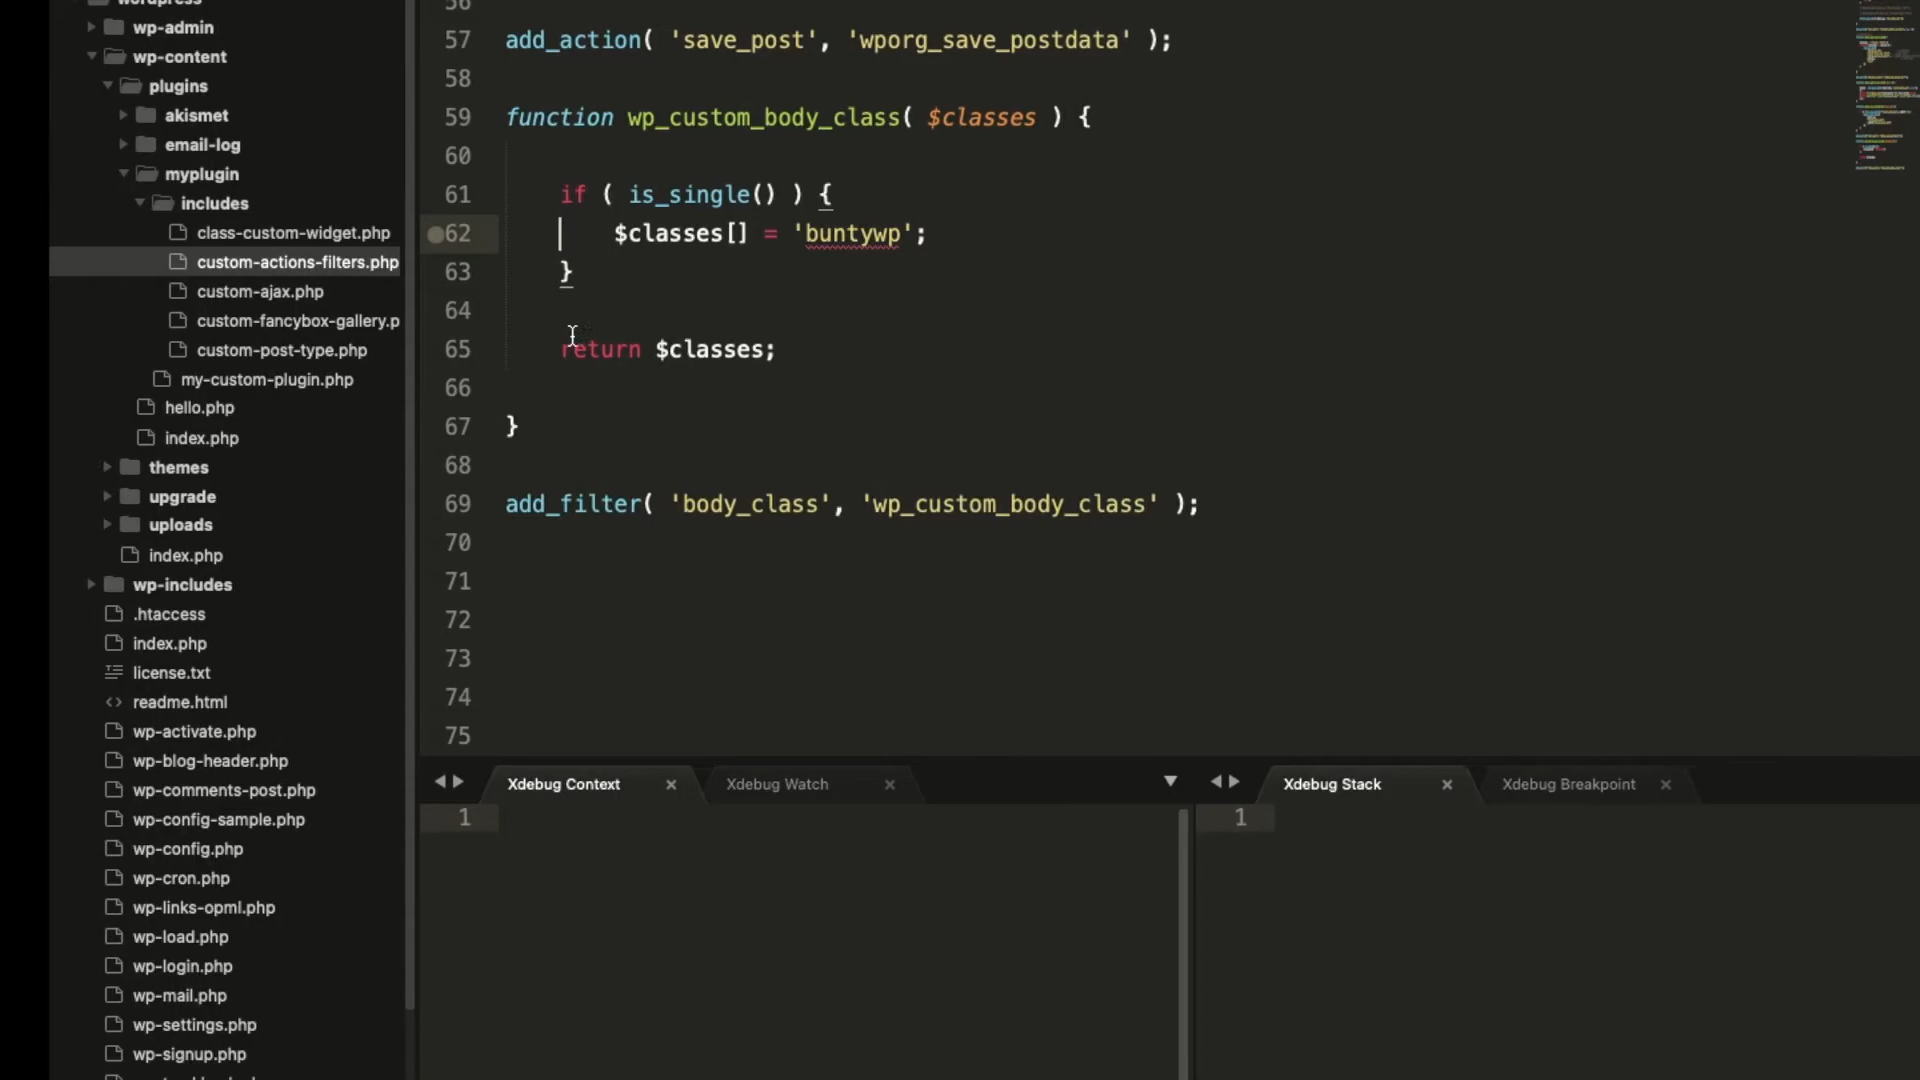 wordpress
wp-admin
wp-content
plugins
akismet
email-log
myplugin
includes
class-custom-widget.php
custom-actions-filters.php
custom-ajax.php
custom-fancybox-gallery.p
custom-post-type.php
my-custom-plugin.php
hello.php
index.php
themes
upgrade
uploads
index.php
wp-includes
.htaccess
index.php
license.txt
readme.html
wp-activate.php
wp-blog-header.php
wp-comments-post.php
wp-config-sample.php
wp-config.php
wp-cron.php
wp-links-opml.php
wp-load.php
wp-login.php
wp-mail.php
wp-settings.php
wp-signup.php
56
57 add_action( 'save_post', 'wporg_save_postdata' );
58
59 function wp_custom_body_class( $classes ) {
60
61 if ( is_single() ) {
62 $classes[] = 'buntywp';
63 }
64
65 return $classes;
66
67 }
68
69 add_filter( 'body_class', 'wp_custom_body_class' );
70
71
72
73
74
75
Xdebug Context × Xdebug Watch ×
1
Xdebug Stack × Xdebug Breakpoint ×
1